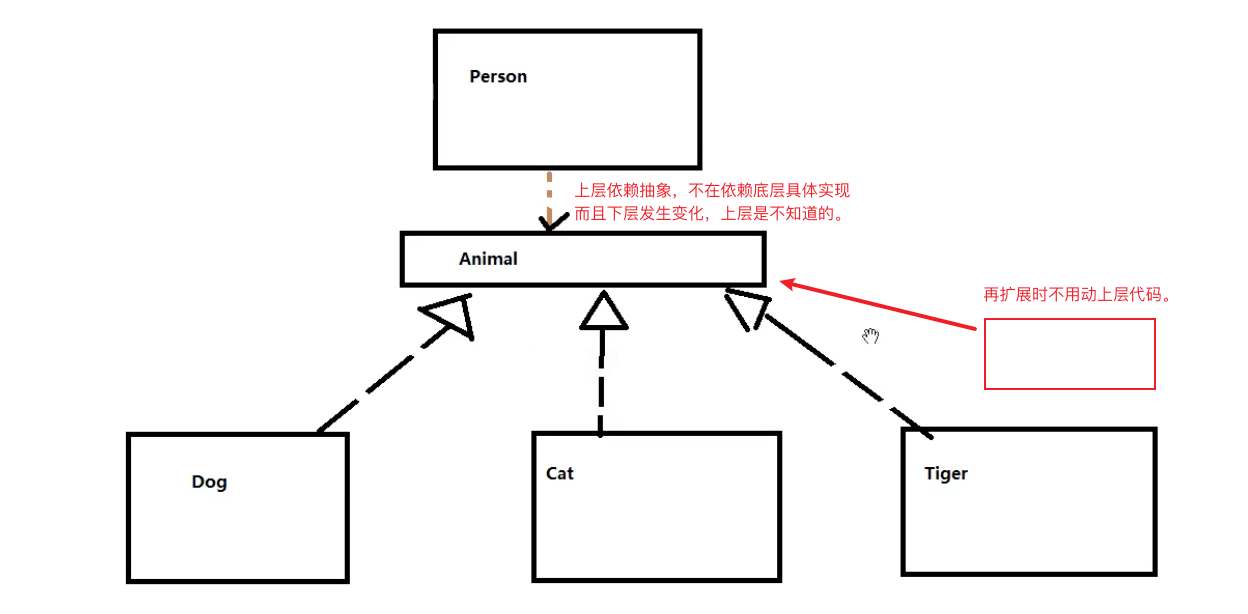 Person
上层依赖抽象，不在依赖底层具体实现
而且下层发生变化，上层是不知道的。
Animal
再扩展时不用动上层代码。
Dog
Cat
Tiger